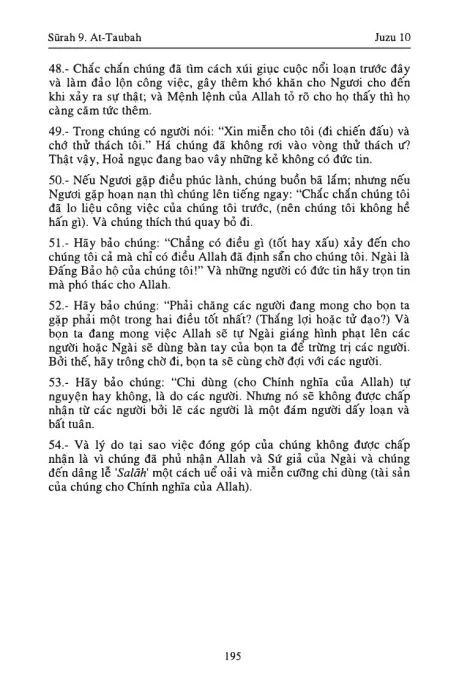 Sūrah 9. At-Taubah Juzu 10
48.- Chắc chắn chúng đã tìm cách xúi giục cuộc nổi loạn trước đây
và làm đảo lộn công việc, gây thêm khó khăn cho Ngươi cho đến
khi xảy ra sự thật; và Mệnh lệnh của Allah tỏ rõ cho họ thấy thì họ
càng căm tức thêm.
49.- Trong chúng có người nói: “Xin miễn cho tôi (đi chiến đấu) và
chớ thử thách tôi.” Há chúng đã không rơi vào vòng thử thách ư?
Thật vậy, Hoả ngục đang bao vây những kẻ không có đức tin.
50.- Nếu Ngươi gặp điều phúc lành, chúng buồn bã lắm; nhưng nếu
Ngươi gặp hoạn nạn thì chúng lên tiếng ngay: “Chắc chắn chúng tôi
đã lo liệu công việc của chúng tôi trước, (nên chúng tôi không hề
hấn gì). Và chúng thích thú quay bỏ đi.
51.- Hãy bảo chúng: “Chẳng có điều gì (tốt hay xấu) xảy đến cho
chúng tôi cả mà chỉ có điều Allah đã định sẵn cho chúng tôi. Ngài là
Đấng Bảo hộ của chúng tôi!” Và những người có đức tin hãy trọn tin
mà phó thác cho Allah.
52.- Hãy bảo chúng: “Phải chăng các người đang mong cho bọn ta
gặp phải một trong hai điều tốt nhất? (Thắng lợi hoặc tử đạo?) Và
bọn ta đang mong việc Allah sẽ tự Ngài giáng hình phạt lên các
người hoặc Ngài sẽ dùng bàn tay của bọn ta để trừng trị các người.
Bởi thế, hãy trông chờ đi, bọn ta sẽ cùng chờ đợi với các người.
53.- Hãy bảo chúng: “Chi dùng (cho Chính nghĩa của Allah) tự
nguyện hay không, là do các người. Nhưng nó sẽ không được chấp
nhận từ các người bởi lẽ các người là một đám người dấy loạn và
bất tuân.
54.- Và lý do tại sao việc đóng góp của chúng không được chấp
nhận là vì chúng đã phủ nhận Allah và Sứ giả của Ngài và chúng
đến dâng lễ 'Salāh' một cách uể oải và miễn cưỡng chi dùng (tài sản
của chúng cho Chính nghĩa của Allah).
195